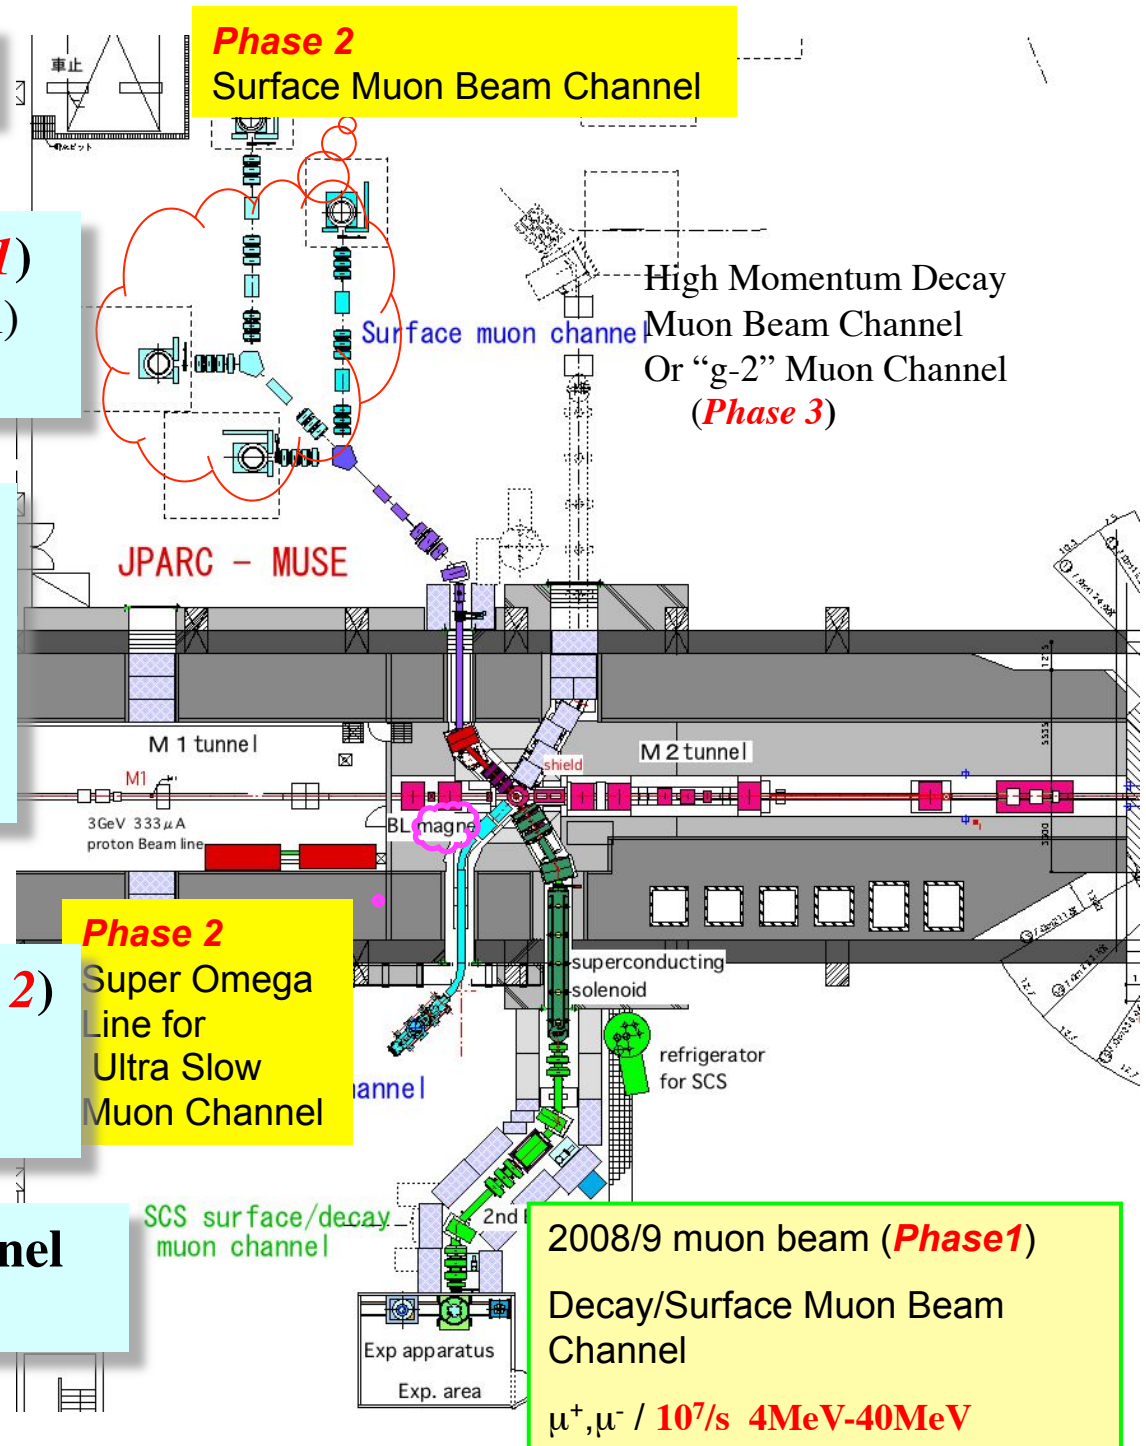 Phase 2
Surface Muon Beam Channel
車止
1)
Surface muon channel
High Momentum Decay
Muon Beam Channel
Or “g-2” Muon Channel
(Phase 3)
JPARC - MUSE
M 1 tunnel
M 2 tunnel
shield
M1
3GeV 333μA
proton Beam line
BL magne
Phase 2
Super Omega
Line for
Ultra Slow
Muon Channel
2)
superconducting
solenoid
refrigerator
for SCS
hannel
SCS surface/decay
muon channel
2nd
nel
2008/9 muon beam (Phase1)
Decay/Surface Muon Beam
Channel
μ⁺,μ⁻ / 10⁷/s 4MeV-40MeV
Exp apparatus
Exp. area